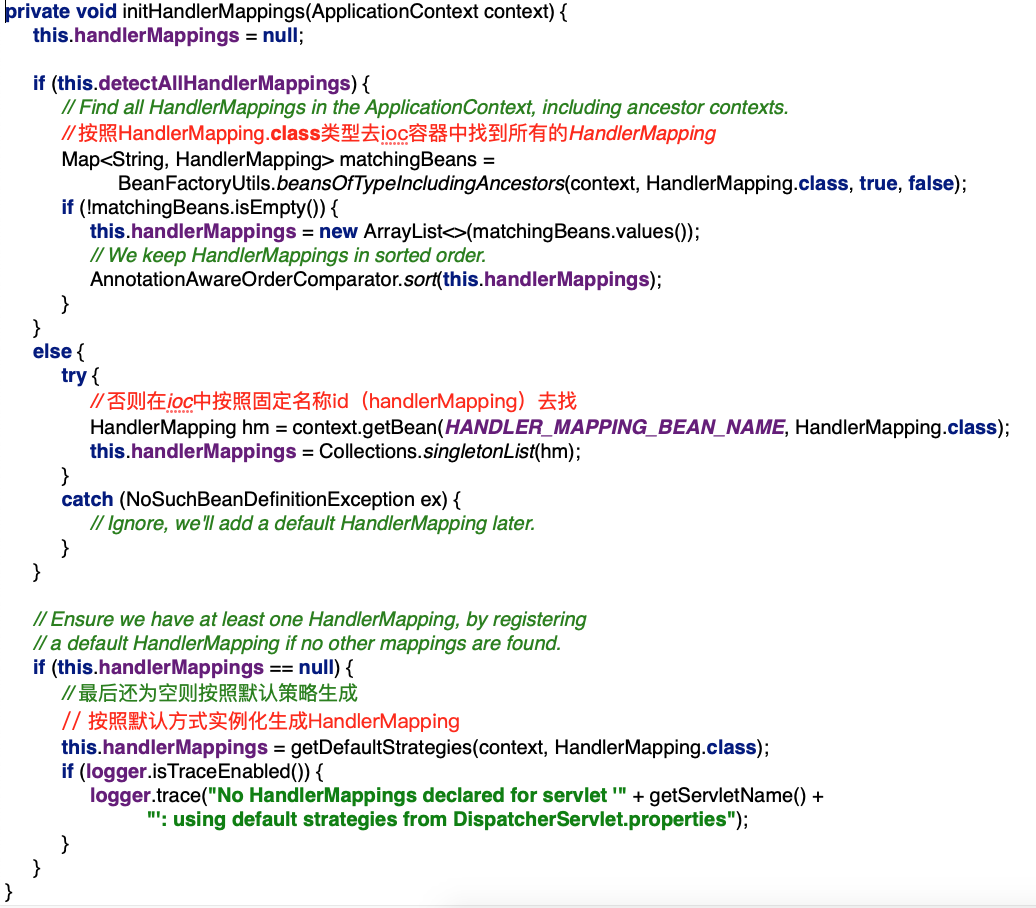 private void initHandlerMappings(ApplicationContext context) {
this.handlerMappings = null;
if (this.detectAllHandlerMappings) {
// Find all HandlerMappings in the ApplicationContext, including ancestor contexts.
// 按照HandlerMapping.class类型去ioc容器中找到所有的HandlerMapping
Map<String, HandlerMapping> matchingBeans =
BeanFactoryUtils.beansOfTypeIncludingAncestors(context, HandlerMapping.class, true, false);
if (!matchingBeans.isEmpty()) {
this.handlerMappings = new ArrayList<>(matchingBeans.values());
// We keep HandlerMappings in sorted order.
AnnotationAwareOrderComparator.sort(this.handlerMappings);
}
}
else {
try {
// 否则在ioc中按照固定名称id（handlerMapping）去找
HandlerMapping hm = context.getBean(HANDLER_MAPPING_BEAN_NAME, HandlerMapping.class);
this.handlerMappings = Collections.singletonList(hm);
}
catch (NoSuchBeanDefinitionException ex) {
// Ignore, we'll add a default HandlerMapping later.
}
}
// Ensure we have at least one HandlerMapping, by registering
// a default HandlerMapping if no other mappings are found.
if (this.handlerMappings == null) {
// 最后还为空则按照默认策略生成
// 按照默认方式实例化生成HandlerMapping
this.handlerMappings = getDefaultStrategies(context, HandlerMapping.class);
if (logger.isTraceEnabled()) {
logger.trace("No HandlerMappings declared for servlet '" + getServletName() +
"': using default strategies from DispatcherServlet.properties");
}
}
}